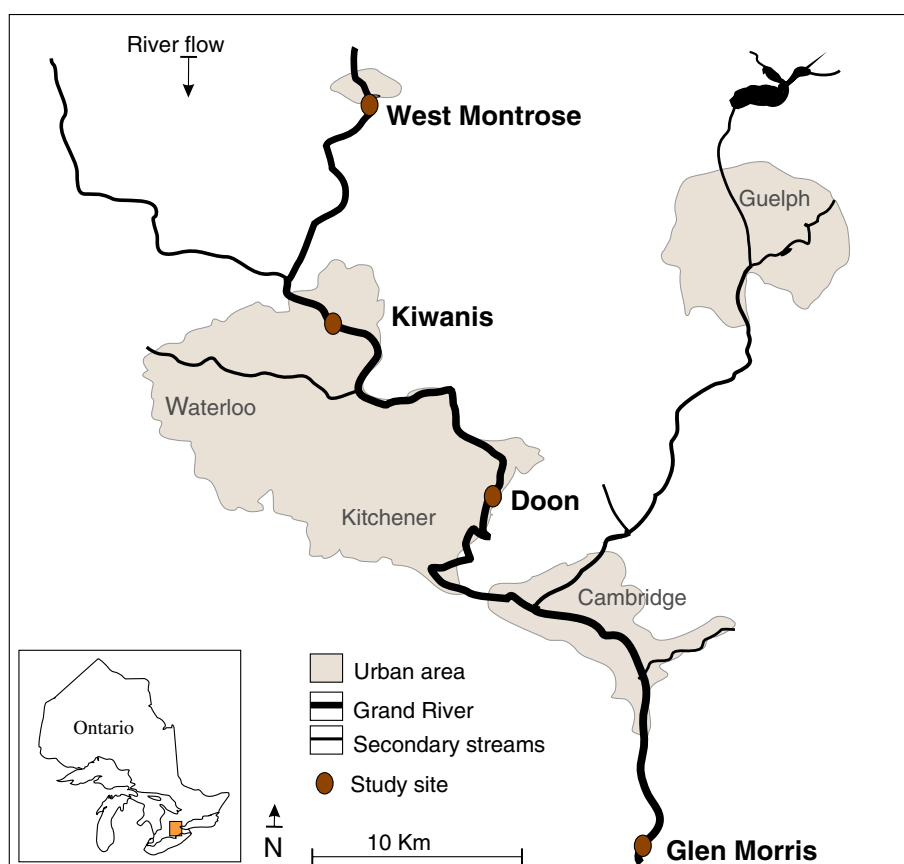 River flow
West Montrose
Guelph
Kiwanis
Waterloo
Kitchener
Doon
Cambridge
Urban area
Grand River
Secondary streams
Study site
Ontario
N
10 Km
Glen Morris